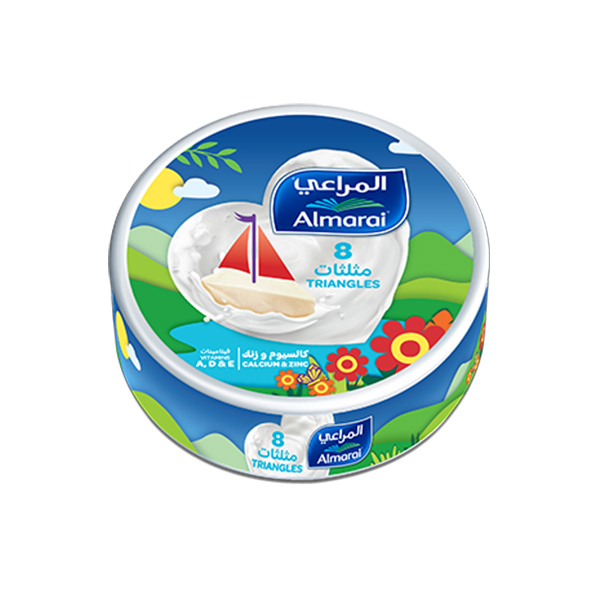 المراعي
Almarai
8
مثلثات
TRIANGLES
كالسيوم و زنك
CALCIUM & ZINC
فيتامينات
VITAMINS
A, D & E
8
مثلثات
TRIANGLES
المراعي
Almarai